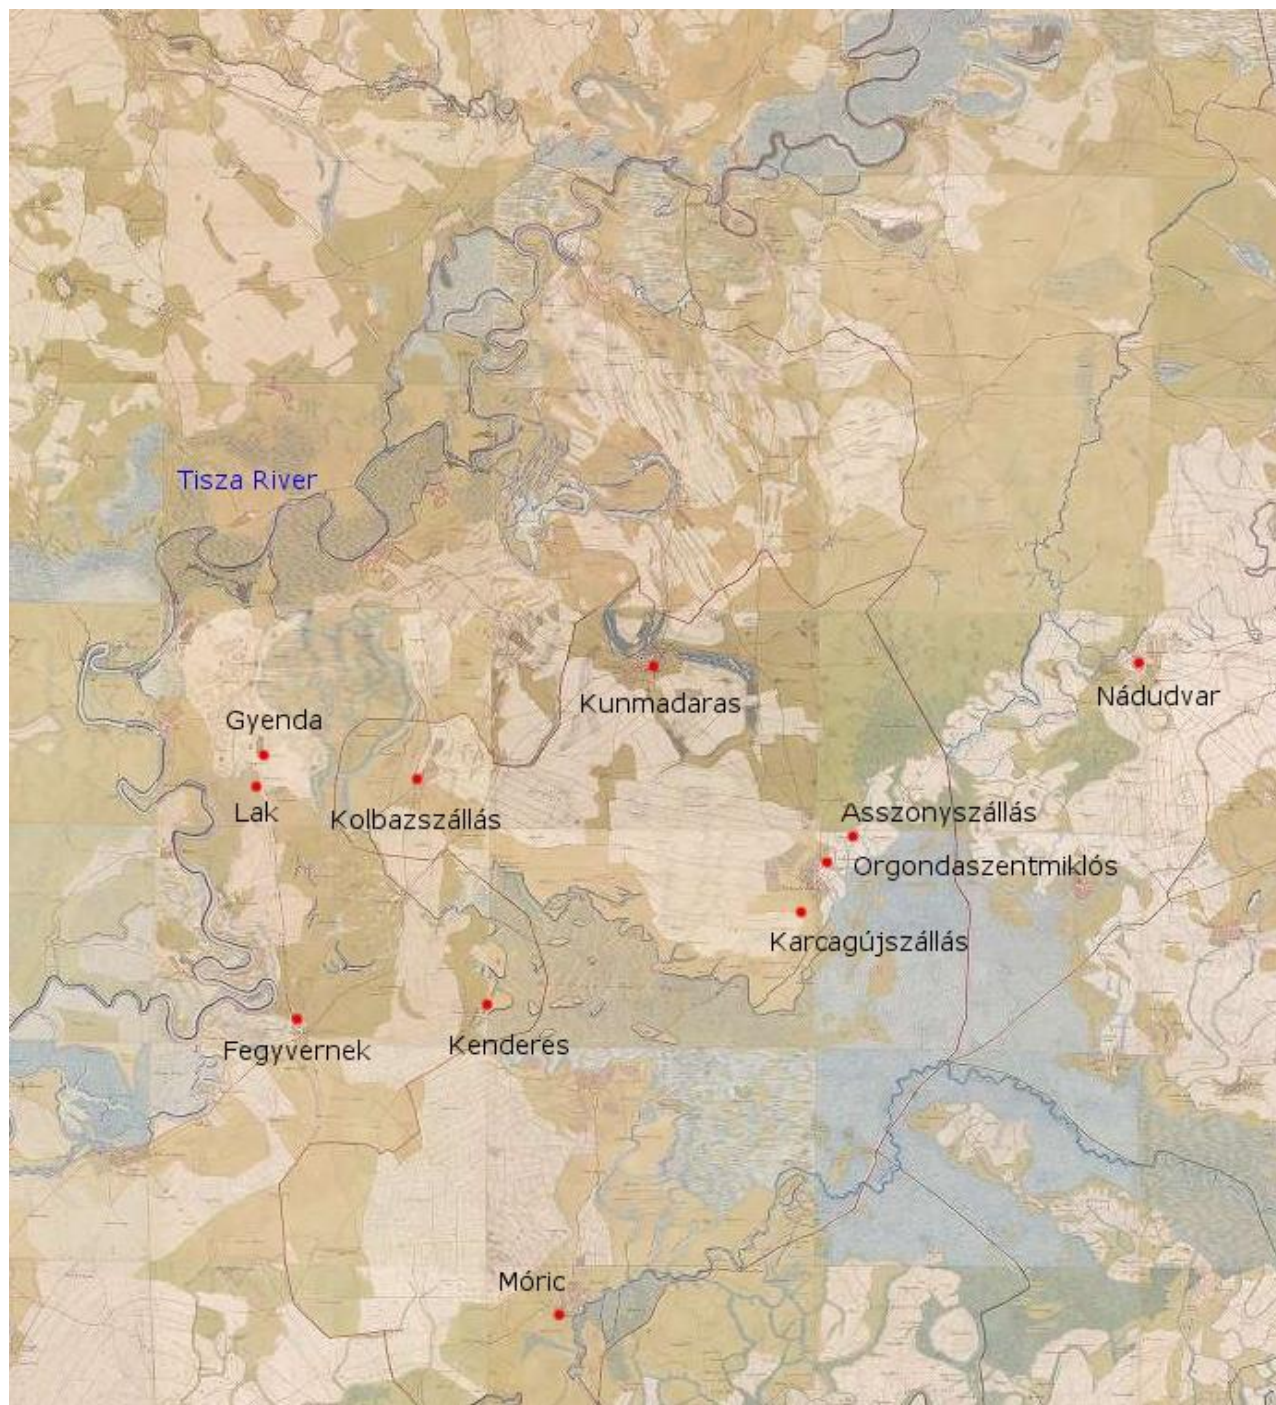 Tisza River
Kunmadaras
Nádudvar
Gyenda
Lak
Kolbazszállás
Asszonyszállás
Orgondaszentmiklós
Karcagújszállás
Fegyvernek
Kenderes
Móric